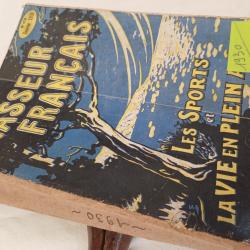 ASSEUR
FRANÇAIS
LES SPORTS
et
LA VIE EN PLEIN A
1930
~ 1930 ~